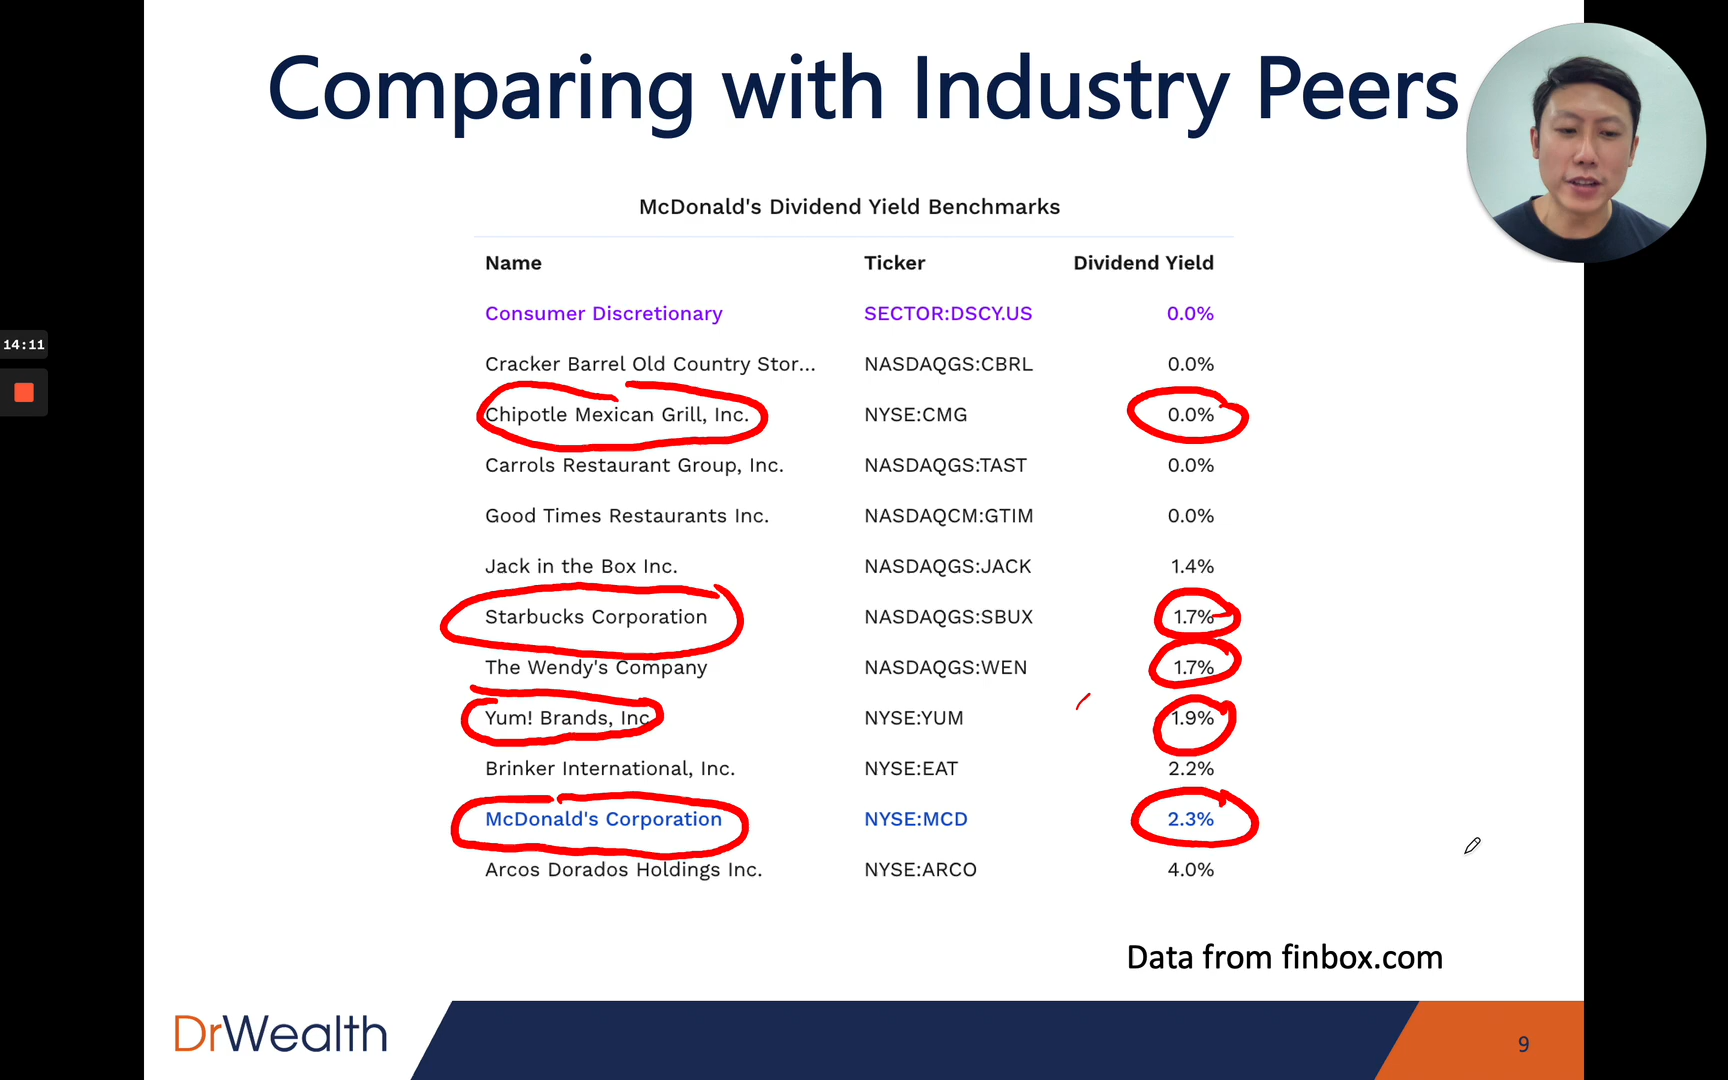 Comparing with Industry Peers
McDonald's Dividend Yield Benchmarks
Name Ticker Dividend Yield
Consumer Discretionary SECTOR:DSCY.US 0.0%
Cracker Barrel Old Country Stor... NASDAQGS:CBRL 0.0%
Chipotle Mexican Grill, Inc. NYSE:CMG 0.0%
Carrols Restaurant Group, Inc. NASDAQGS:TAST 0.0%
Good Times Restaurants Inc. NASDAQCM:GTIM 0.0%
14:11
Jack in the Box Inc. NASDAQGS:JACK 1.4%
Starbucks Corporation NASDAQGS:SBUX 1.7%
The Wendy's Company NASDAQGS:WEN 1.7%
Yum! Brands, Inc. NYSE:YUM 1.9%
Brinker International, Inc. NYSE:EAT 2.2%
McDonald's Corporation NYSE:MCD 2.3%
Arcos Dorados Holdings Inc. NYSE:ARCO 4.0%
Data from finbox.com
DrWealth
9